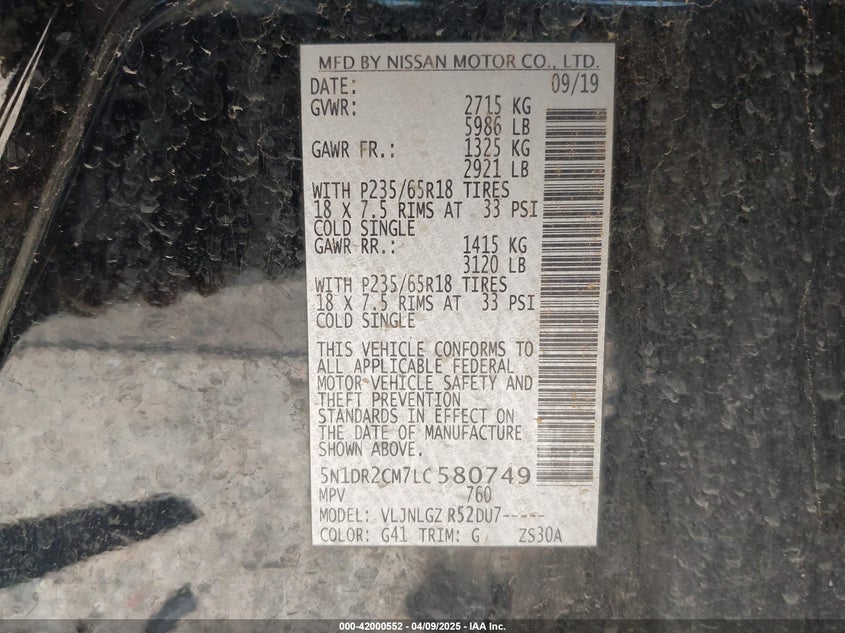 MFD BY NISSAN MOTOR CO., LTD.
DATE: 09/19
GVWR: 2715 KG
5986 LB
GAWR FR.: 1325 KG
2921 LB
WITH P235/65R18 TIRES
18 X 7.5 RIMS AT 33 PSI
COLD SINGLE
GAWR RR.: 1415 KG
3120 LB
WITH P235/65R18 TIRES
18 X 7.5 RIMS AT 33 PSI
COLD SINGLE
THIS VEHICLE CONFORMS TO
ALL APPLICABLE FEDERAL
MOTOR VEHICLE SAFETY AND
THEFT PREVENTION
STANDARDS IN EFFECT ON
THE DATE OF MANUFACTURE
SHOWN ABOVE.
5N1DR2CM7LC580749
MPV 760
MODEL: VLJNLGZ R52DU7-----
COLOR: G41 TRIM: G ZS30A
000-42000552 - 04/09/2025 - IAA Inc.